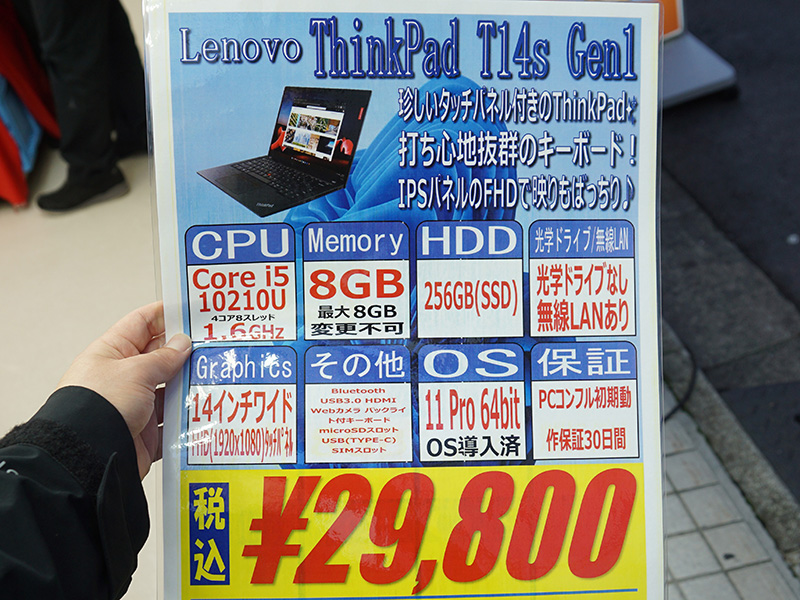 Lenovo ThinkPad T14s Gen1
珍しいタッチパネル付きのThinkPad☆
打ち心地抜群のキーボード！
IPSパネルのFHDで映りもばっちり♪
CPU
Core i5
10210U
4コア8スレッド
1.6GHz
Memory
8GB
最大8GB
変更不可
HDD
256GB(SSD)
光学ドライブ/無線LAN
光学ドライブなし
無線LANあり
Graphics
14インチワイド
FHD(1920x1080)タッチパネル
その他
Bluetooth
USB3.0 HDMI
Webカメラ バックライ
ト付キーボード
microSDスロット
USB(TYPE-C)
SIMスロット
OS
11 Pro 64bit
OS導入済
保証
PCコンフル初期動
作保証30日間
税込
¥29,800